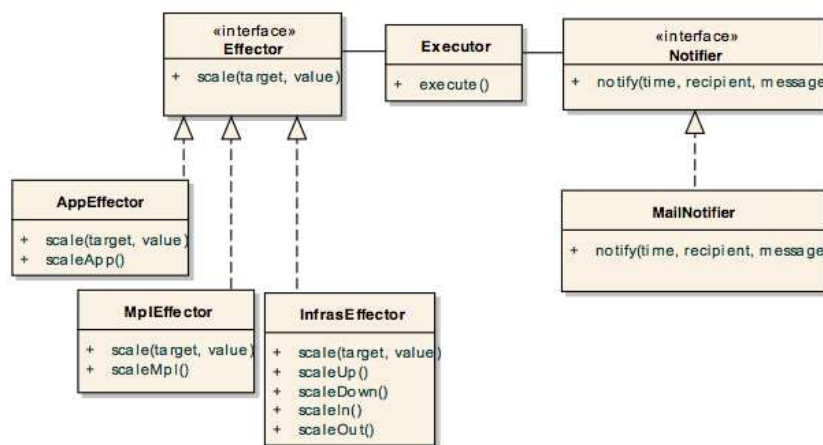 «interface»
Effector
+ scale(target, value)
Executor
+ execute()
«interface»
Notifier
+ notify(time, recipient, message
AppEffector
+ scale(target, value)
+ scaleApp()
MailNotifier
+ notify(time, recipient, message
MplEffector
+ scale(target, value)
+ scaleMpl()
InfrasEffector
+ scale(target, value)
+ scaleUp()
+ scaleDown()
+ scaleIn()
+ scaleOut()